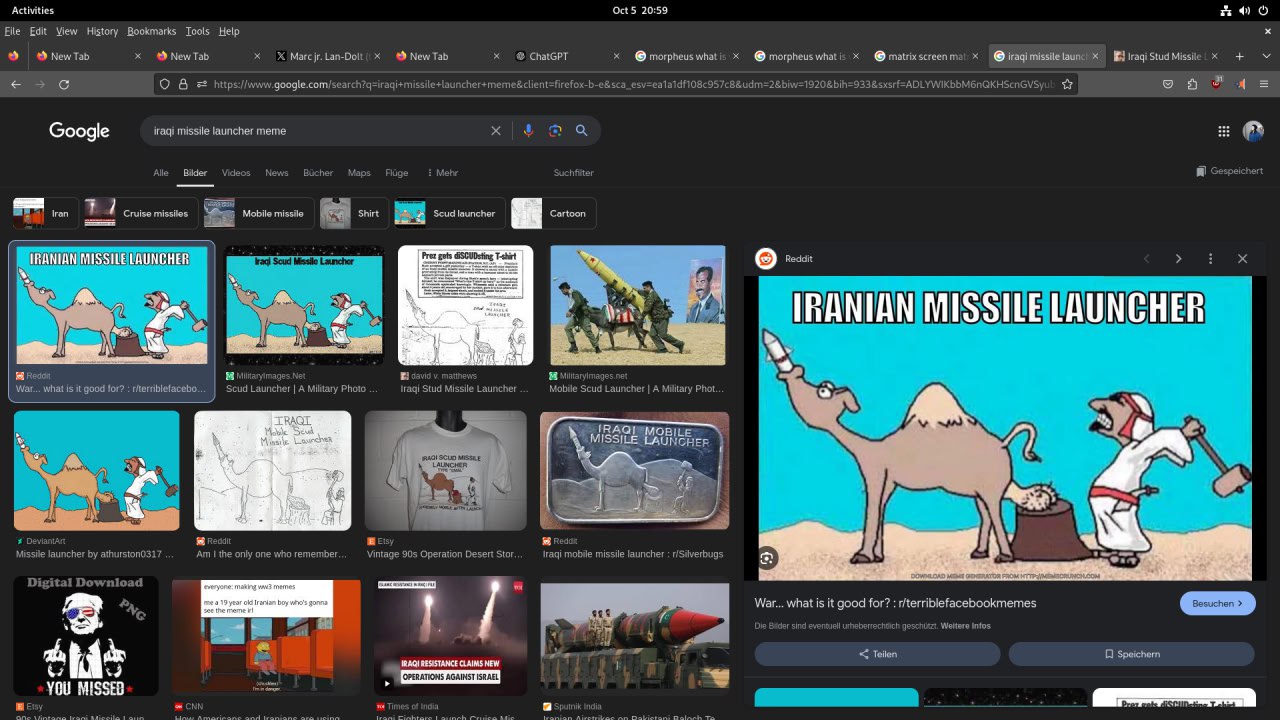 Activities
Oct 5 20:59
File Edit View History Bookmarks Tools Help
New Tab
New Tab
Marc jr. Lan-Dolt (
New Tab
ChatGPT
morpheus what is
morpheus what is
matrix screen mat
iraqi missile launch
Iraqi Stud Missile L
https://www.google.com/search?q=iraqi+missile+launcher+meme&client=firefox-b-e&sca_esv=ea1a1df108c957c8&udm=2&biw=1920&bih=933&sxsrf=ADLYWIKbbM6nQKHScnGVSyub
31
Google
iraqi missile launcher meme
Alle Bilder Videos News Bücher Maps Flüge Mehr Suchfilter
Gespeichert
Iran
Cruise missiles
Mobile missile
Shirt
Scud launcher
Cartoon
IRANIAN MISSILE LAUNCHER
Reddit
War... what is it good for? : r/terriblefacebo...
Iraqi Scud Missile Launcher
MilitaryImages.Net
Scud Launcher | A Military Photo ...
Prez gets diSCUDsting T-shirt
IRAQI
MISSILE
LAUNCHER
david v. matthews
Iraqi Stud Missile Launcher ...
MilitaryImages.net
Mobile Scud Launcher | A Military Phot...
DeviantArt
Missile launcher by athurston0317 ...
IRAQI
Mobile Scud
Missile Launcher
Reddit
Am I the only one who remember...
IRAQI SCUD MISSILE
LAUNCHER
Etsy
Vintage 90s Operation Desert Stor...
IRAQI MOBILE
MISSILE LAUNCHER
Reddit
Iraqi mobile missile launcher : r/Silverbugs
Digital Download
PNG
YOU MISSED
Etsy
90s Vintage Iraqi Missile Laun
everyone: making ww3 memes
me a 19 year old Iranian boy who's gonna
see the meme irl
(chuckles)
I'm in danger.
CNN
How Americans and Iranians are using
ISLAMIC RESISTANCE IN IRAQ | FILE
TOI
IRAQI RESISTANCE CLAIMS NEW
OPERATIONS AGAINST ISRAEL
Times of India
Iraqi Fighters Launch Cruise Mis
Sputnik India
Iranian Airstrikes on Pakistani Baloch Te
Reddit
IRANIAN MISSILE LAUNCHER
DOWNLOAD MEME GENERATOR FROM HTTP://MEMECRUNCH.COM
War... what is it good for? : r/terriblefacebookmemes
Besuchen
Die Bilder sind eventuell urheberrechtlich geschützt. Weitere Infos
Teilen
Speichern
Iraqi Scud Missile Launcher
Prez gets diSCUDsting T-shirt